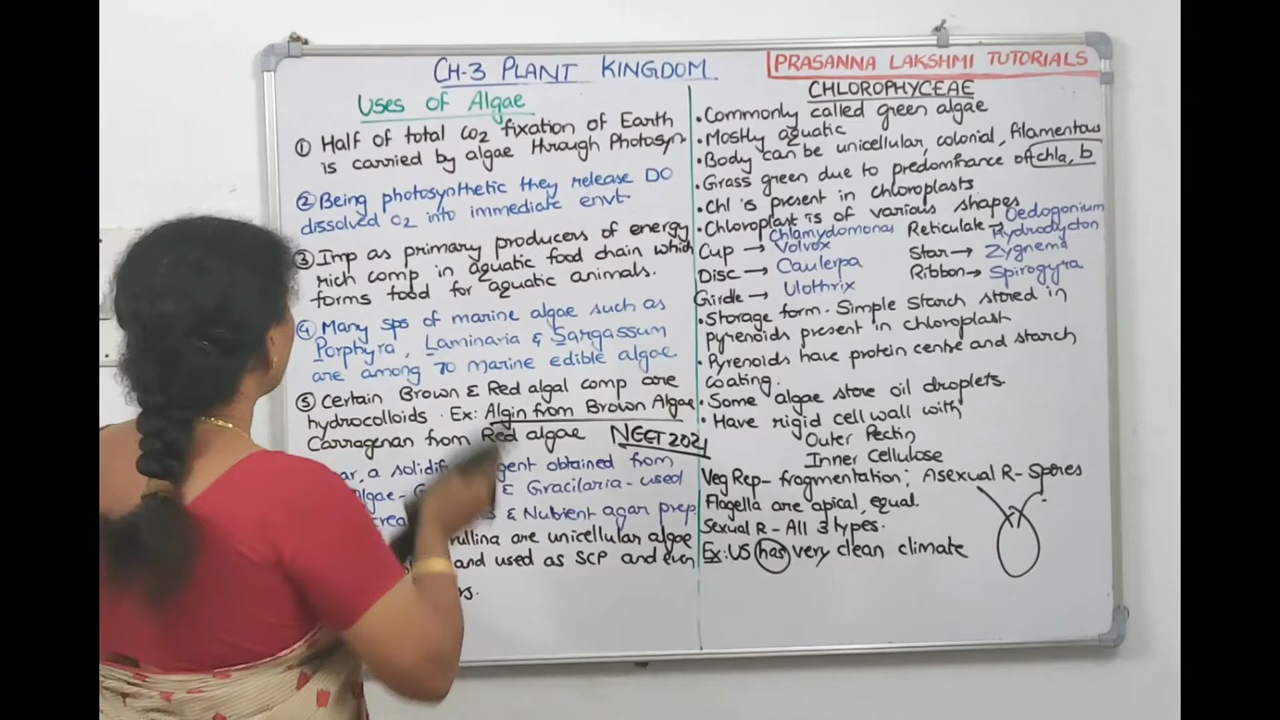 CH-3 PLANT KINGDOM
PRASANNA LAKSHMI TUTORIALS
Uses of Algae
① Half of total CO2 fixation of Earth
is carried by algae through Photosyn
② Being photosynthetic they release DO
dissolved O2 into immediate envt.
③ Imp as primary producers of energy
rich comp in aquatic food chain which
forms food for aquatic animals.
④ Many sps of marine algae such as
Porphyra, Laminaria & Sargassum
are among 70 marine edible algae
⑤ Certain Brown & Red algal comp are
hydrocolloids. Ex: Algin from Brown Algae
Carragenan from Red algae NEET 2021
a solidif gent obtained from
lgae- & Gracilaria - used
& Nutrient agar prep
rullina are unicellular algae
and used as SCP and even
CHLOROPHYCEAE
• Commonly called green algae
• Mostly aquatic
• Body can be unicellular, colonial, filamentous
• Grass green due to predominance of chla, b
• Chl is present in chloroplasts
• Chloroplast is of various shapes
Cup → Chlamydomonas Volvox
Reticulate → Oedogonium Hydrodycton
Disc → Caulerpa
Star → Zygnema
Girdle → Ulothrix
Ribbon → Spirogyra
• Storage form. Simple Starch stored in
pyrenoids present in chloroplast
• Pyrenoids have protein centre and starch
coating.
• Some algae store oil droplets.
• Have rigid cell wall with
Outer Pectin
Inner Cellulose
Veg Rep- fragmentation; Asexual R- Spores
Flagella are apical, equal.
Sexual R- All 3 types.
Ex: US has very clean climate